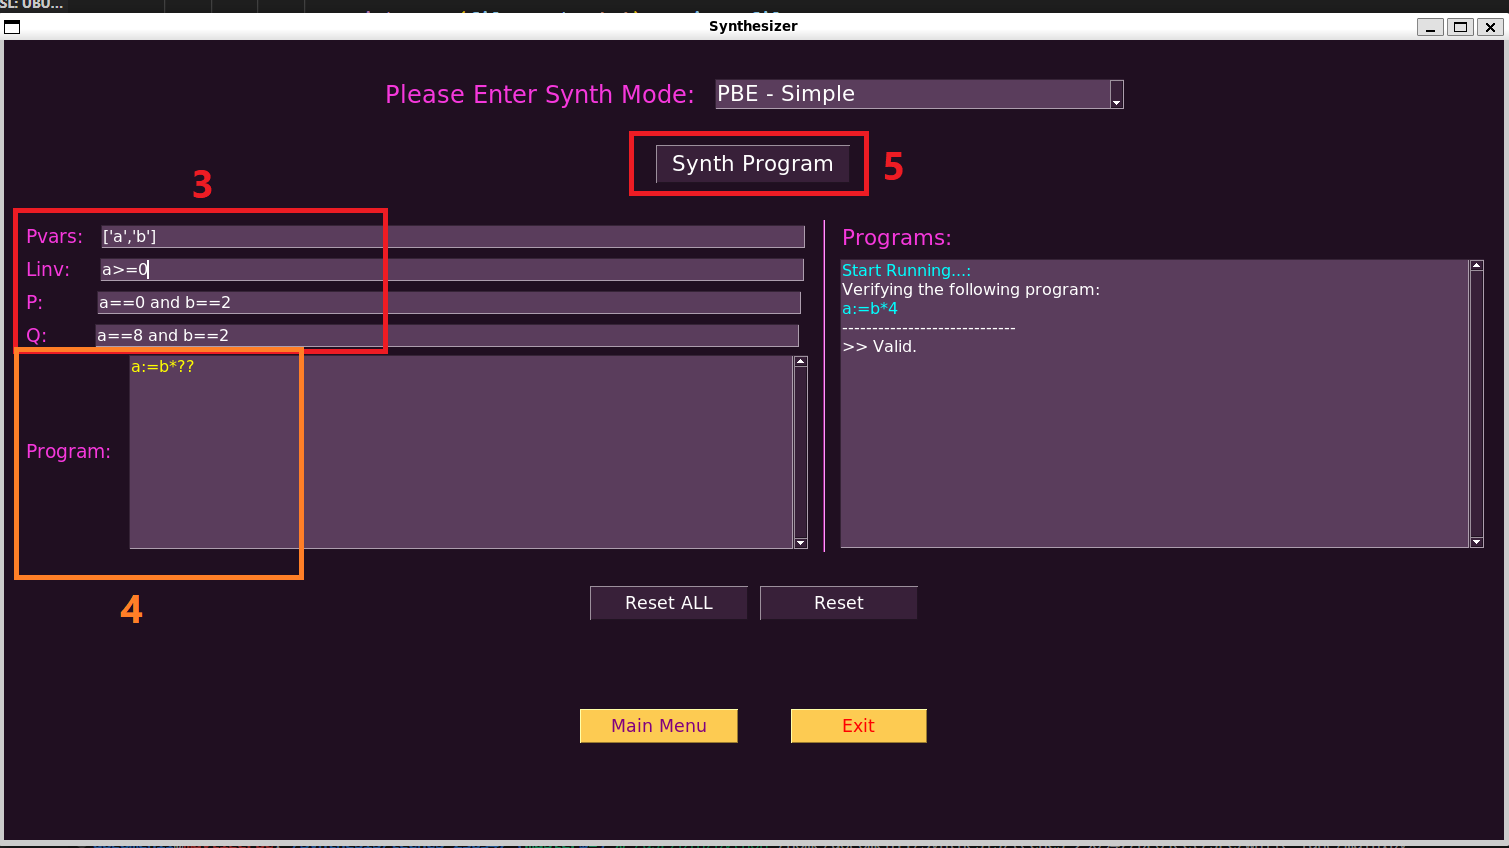 SL: UBU...
Synthesizer
Please Enter Synth Mode: PBE - Simple
Synth Program
5
3
Pvars: ['a','b']
Linv: a>=0
P: a==0 and b==2
Q: a==8 and b==2
Program: a:=b*??
4
Programs:
Start Running...:
Verifying the following program:
a:=b*4
-----------------------------
>> Valid.
Reset ALL
Reset
Main Menu
Exit